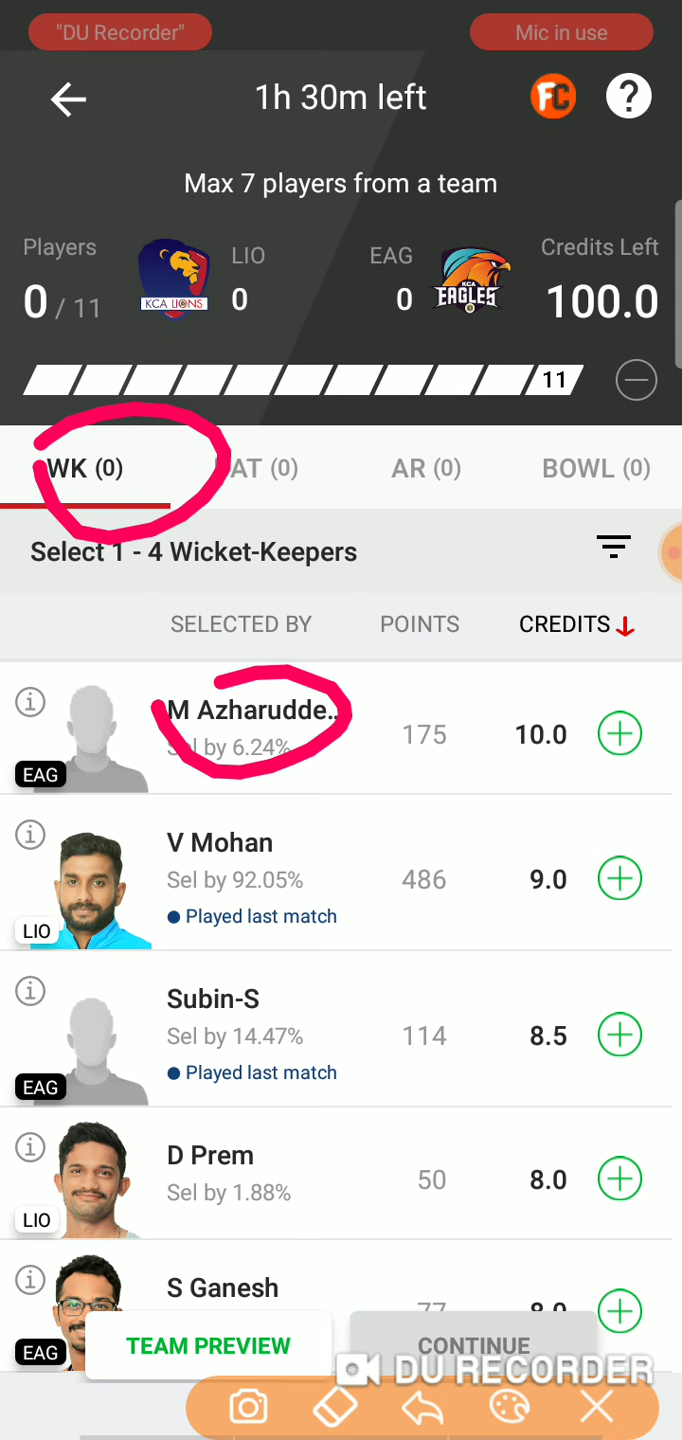 "DU Recorder"
Mic in use
1h 30m left
FC
?
Max 7 players from a team
Players
0 / 11
KCA LIONS
LIO
0
EAG
0
KCA
EAGLES
Credits Left
100.0
11
WK (0)
AT (0)
AR (0)
BOWL (0)
Select 1 - 4 Wicket-Keepers
SELECTED BY
POINTS
CREDITS
M Azharudde..
Sel by 6.24%
175
10.0
EAG
V Mohan
Sel by 92.05%
Played last match
486
9.0
LIO
Subin-S
Sel by 14.47%
Played last match
114
8.5
EAG
D Prem
Sel by 1.88%
50
8.0
LIO
S Ganesh
77
8.0
EAG
TEAM PREVIEW
CONTINUE
DU RECORDER